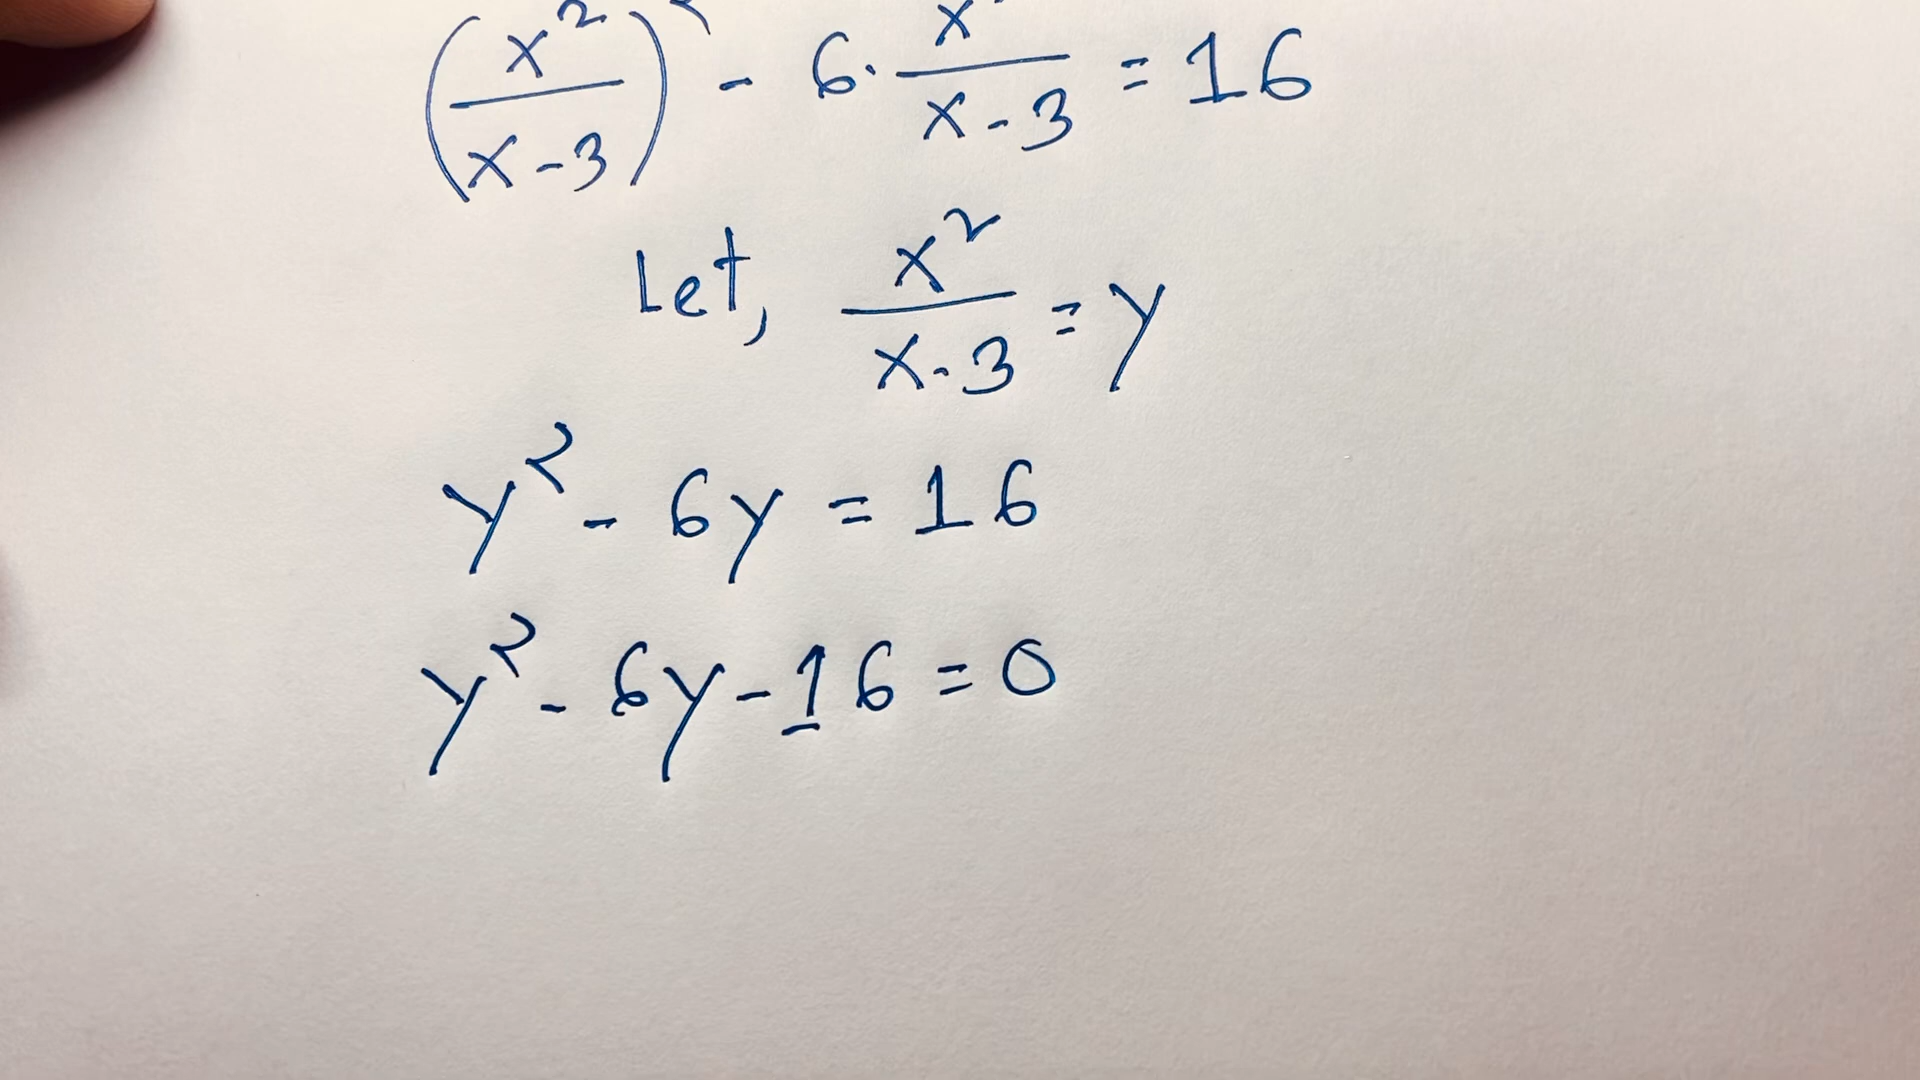 (x²/(x-3))² - 6·x²/(x-3) = 16
Let, x²/(x-3) = y
y² - 6y = 16
y² - 6y - 16 = 0